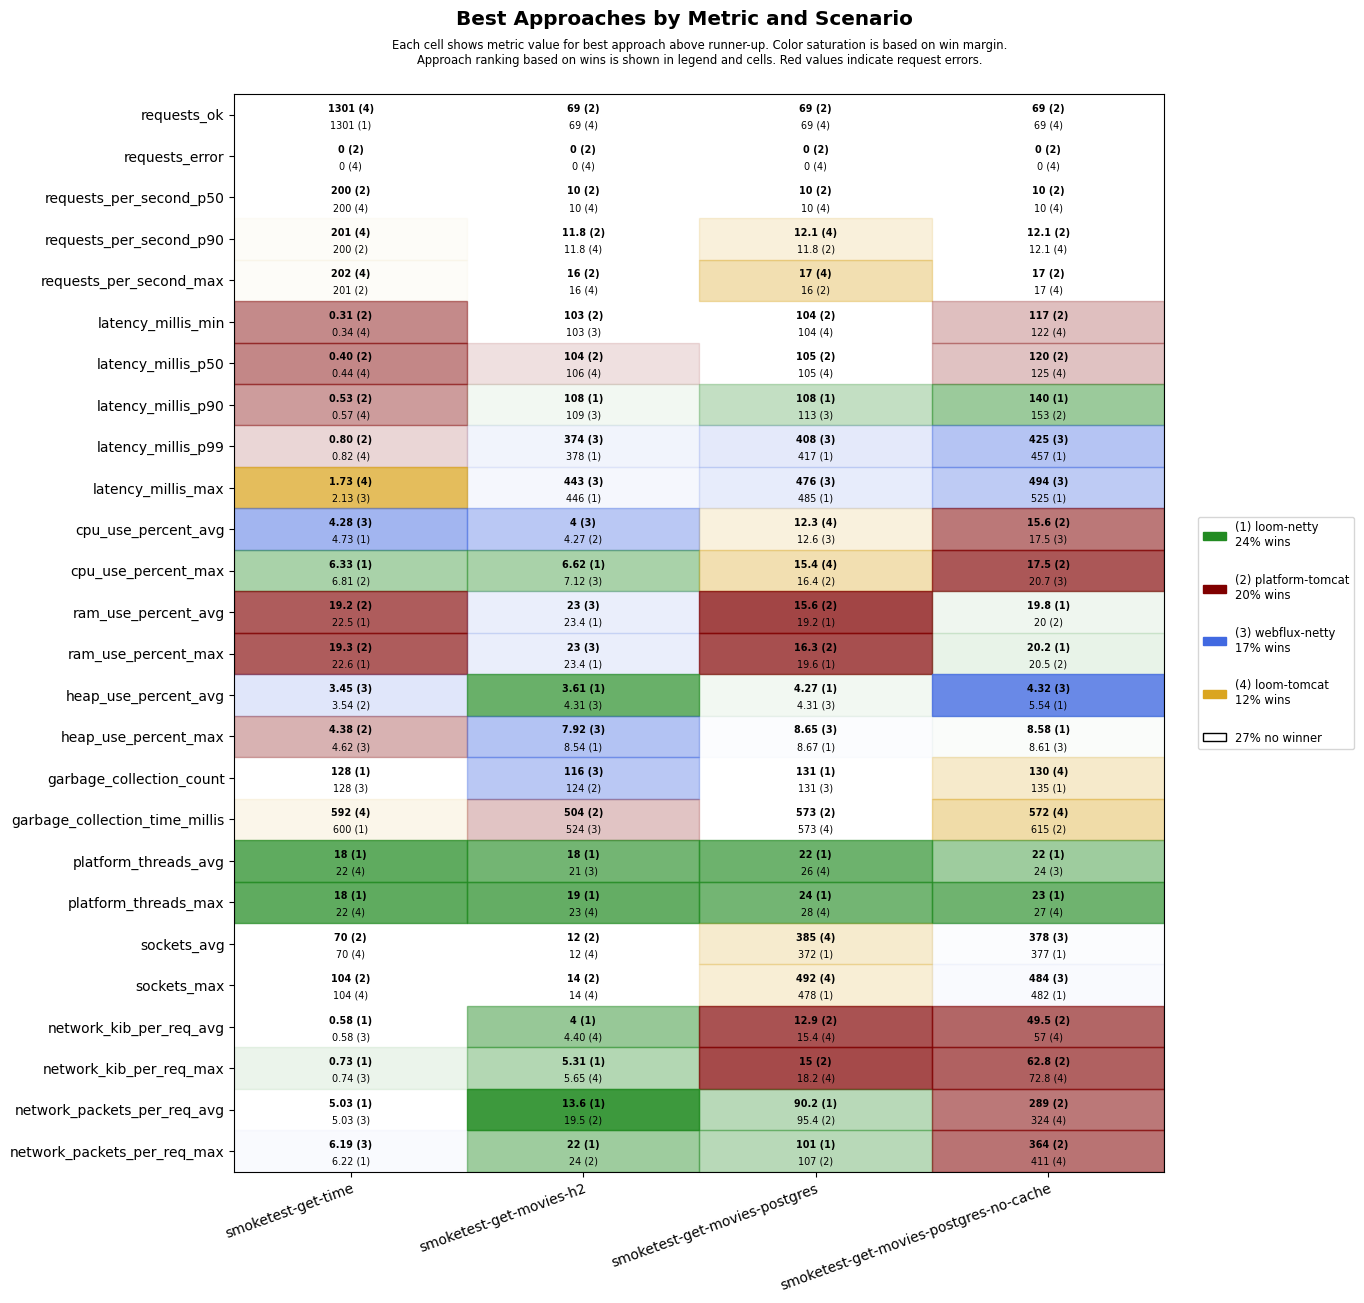 Best Approaches by Metric and Scenario
Each cell shows metric value for best approach above runner-up. Color saturation is based on win margin.
Approach ranking based on wins is shown in legend and cells. Red values indicate request errors.
requests_ok
1301 (4) 69 (2) 69 (2) 69 (2)
1301 (1) 69 (4) 69 (4) 69 (4)
requests_error
0 (2) 0 (2) 0 (2) 0 (2)
0 (4) 0 (4) 0 (4) 0 (4)
requests_per_second_p50
200 (2) 10 (2) 10 (2) 10 (2)
200 (4) 10 (4) 10 (4) 10 (4)
requests_per_second_p90
201 (4) 11.8 (2) 12.1 (4) 12.1 (2)
200 (2) 11.8 (4) 11.8 (2) 12.1 (4)
requests_per_second_max
202 (4) 16 (2) 17 (4) 17 (2)
201 (2) 16 (4) 16 (2) 17 (4)
latency_millis_min
0.31 (2) 103 (2) 104 (2) 117 (2)
0.34 (4) 103 (3) 104 (4) 122 (4)
latency_millis_p50
0.40 (2) 104 (2) 105 (2) 120 (2)
0.44 (4) 106 (4) 105 (4) 125 (4)
latency_millis_p90
0.53 (2) 108 (1) 108 (1) 140 (1)
0.57 (4) 109 (3) 113 (3) 153 (2)
latency_millis_p99
0.80 (2) 374 (3) 408 (3) 425 (3)
0.82 (4) 378 (1) 417 (1) 457 (1)
latency_millis_max
1.73 (4) 443 (3) 476 (3) 494 (3)
2.13 (3) 446 (1) 485 (1) 525 (1)
cpu_use_percent_avg
4.28 (3) 4 (3) 12.3 (4) 15.6 (2)
4.73 (1) 4.27 (2) 12.6 (3) 17.5 (3)
cpu_use_percent_max
6.33 (1) 6.62 (1) 15.4 (4) 17.5 (2)
6.81 (2) 7.12 (3) 16.4 (2) 20.7 (3)
ram_use_percent_avg
19.2 (2) 23 (3) 15.6 (2) 19.8 (1)
22.5 (1) 23.4 (1) 19.2 (1) 20 (2)
ram_use_percent_max
19.3 (2) 23 (3) 16.3 (2) 20.2 (1)
22.6 (1) 23.4 (1) 19.6 (1) 20.5 (2)
heap_use_percent_avg
3.45 (3) 3.61 (1) 4.27 (1) 4.32 (3)
3.54 (2) 4.31 (3) 4.31 (3) 5.54 (1)
heap_use_percent_max
4.38 (2) 7.92 (3) 8.65 (3) 8.58 (1)
4.62 (3) 8.54 (1) 8.67 (1) 8.61 (3)
garbage_collection_count
128 (1) 116 (3) 131 (1) 130 (4)
128 (3) 124 (2) 131 (3) 135 (1)
garbage_collection_time_millis
592 (4) 504 (2) 573 (2) 572 (4)
600 (1) 524 (3) 573 (4) 615 (2)
platform_threads_avg
18 (1) 18 (1) 22 (1) 22 (1)
22 (4) 21 (3) 26 (4) 24 (3)
platform_threads_max
18 (1) 19 (1) 24 (1) 23 (1)
22 (4) 23 (4) 28 (4) 27 (4)
sockets_avg
70 (2) 12 (2) 385 (4) 378 (3)
70 (4) 12 (4) 372 (1) 377 (1)
sockets_max
104 (2) 14 (2) 492 (4) 484 (3)
104 (4) 14 (4) 478 (1) 482 (1)
network_kib_per_req_avg
0.58 (1) 4 (1) 12.9 (2) 49.5 (2)
0.58 (3) 4.40 (4) 15.4 (4) 57 (4)
network_kib_per_req_max
0.73 (1) 5.31 (1) 15 (2) 62.8 (2)
0.74 (3) 5.65 (4) 18.2 (4) 72.8 (4)
network_packets_per_req_avg
5.03 (1) 13.6 (1) 90.2 (1) 289 (2)
5.03 (3) 19.5 (2) 95.4 (2) 324 (4)
network_packets_per_req_max
6.19 (3) 22 (1) 101 (1) 364 (2)
6.22 (1) 24 (2) 107 (2) 411 (4)
smoketest-get-time
smoketest-get-movies-h2
smoketest-get-movies-postgres
smoketest-get-movies-postgres-no-cache
(1) loom-netty
24% wins
(2) platform-tomcat
20% wins
(3) webflux-netty
17% wins
(4) loom-tomcat
12% wins
27% no winner